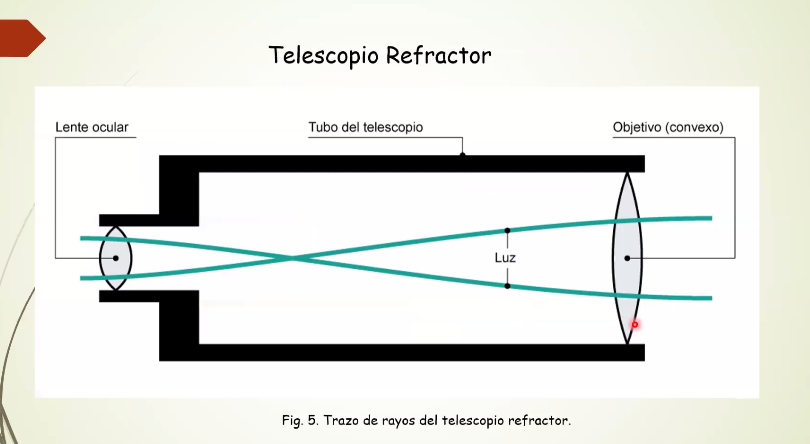 Telescopio Refractor
Lente ocular
Tubo del telescopio
Objetivo (convexo)
Luz
Fig. 5. Trazo de rayos del telescopio refractor.